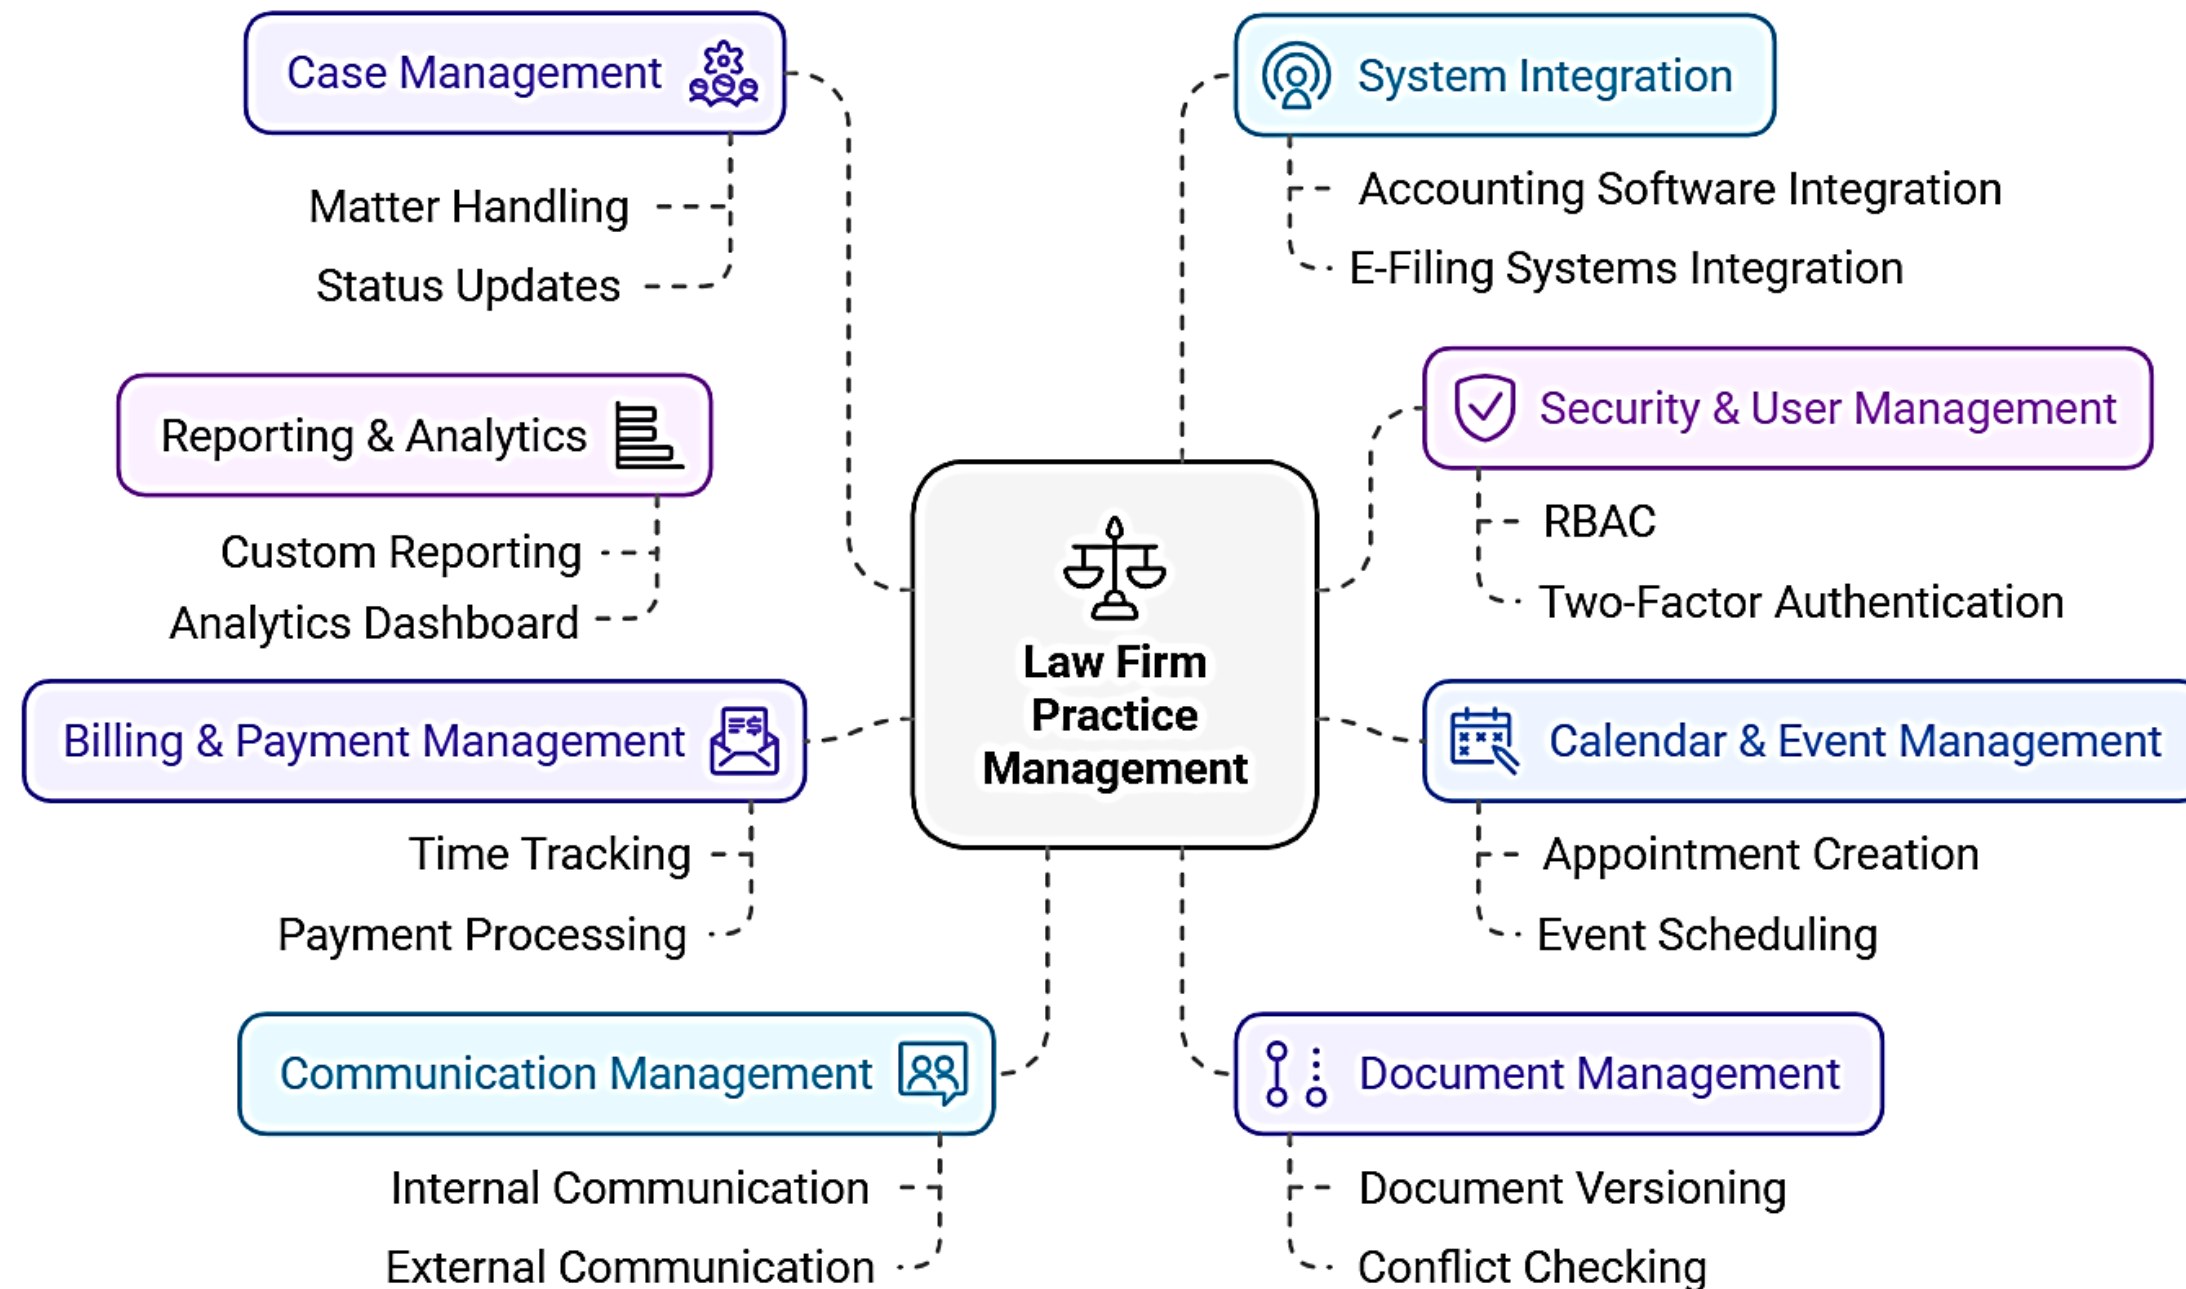 Case Management
Matter Handling
Status Updates
Reporting & Analytics
Custom Reporting
Analytics Dashboard
Billing & Payment Management
Time Tracking
Payment Processing
Communication Management
Internal Communication
External Communication
Law Firm
Practice
Management
System Integration
Accounting Software Integration
E-Filing Systems Integration
Security & User Management
RBAC
Two-Factor Authentication
Calendar & Event Management
Appointment Creation
Event Scheduling
Document Management
Document Versioning
Conflict Checking